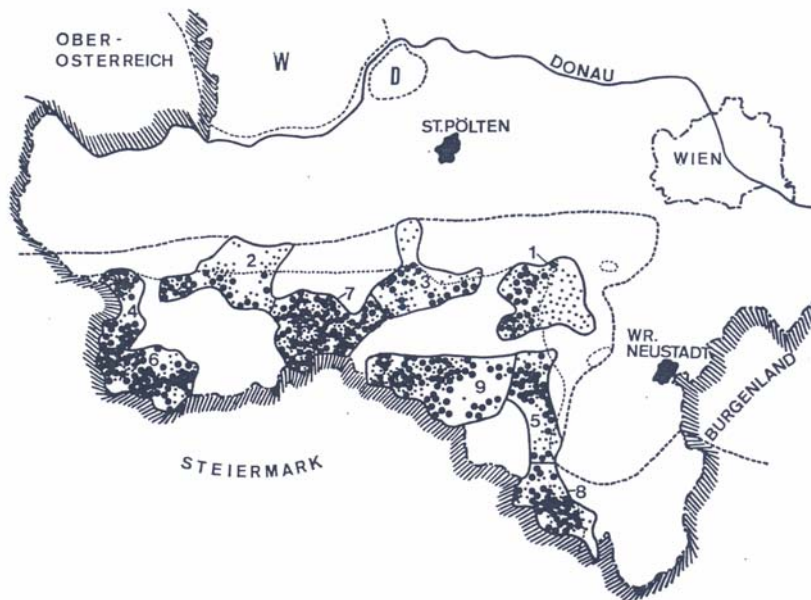 OBER-
OSTERREICH
W
D
DONAU
ST.PÖLTEN
WIEN
1
2
7
3
4
6
WR.
NEUSTADT
9
5
BURGENLAND
STEIERMARK
8